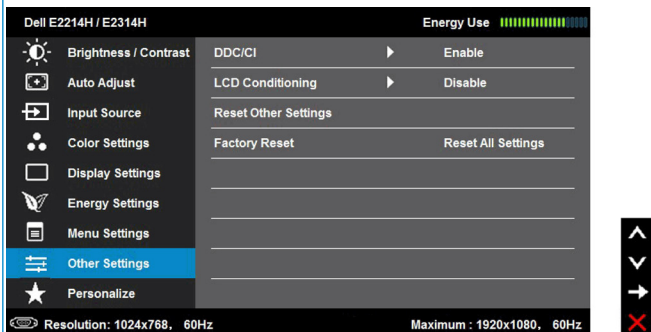 Dell E2214H / E2314H Energy Use
Brightness / Contrast DDC/CI Enable
Auto Adjust LCD Conditioning Disable
Input Source Reset Other Settings
Color Settings Factory Reset Reset All Settings
Display Settings
Energy Settings
Menu Settings
Other Settings
Personalize
Resolution: 1024x768, 60Hz Maximum : 1920x1080, 60Hz